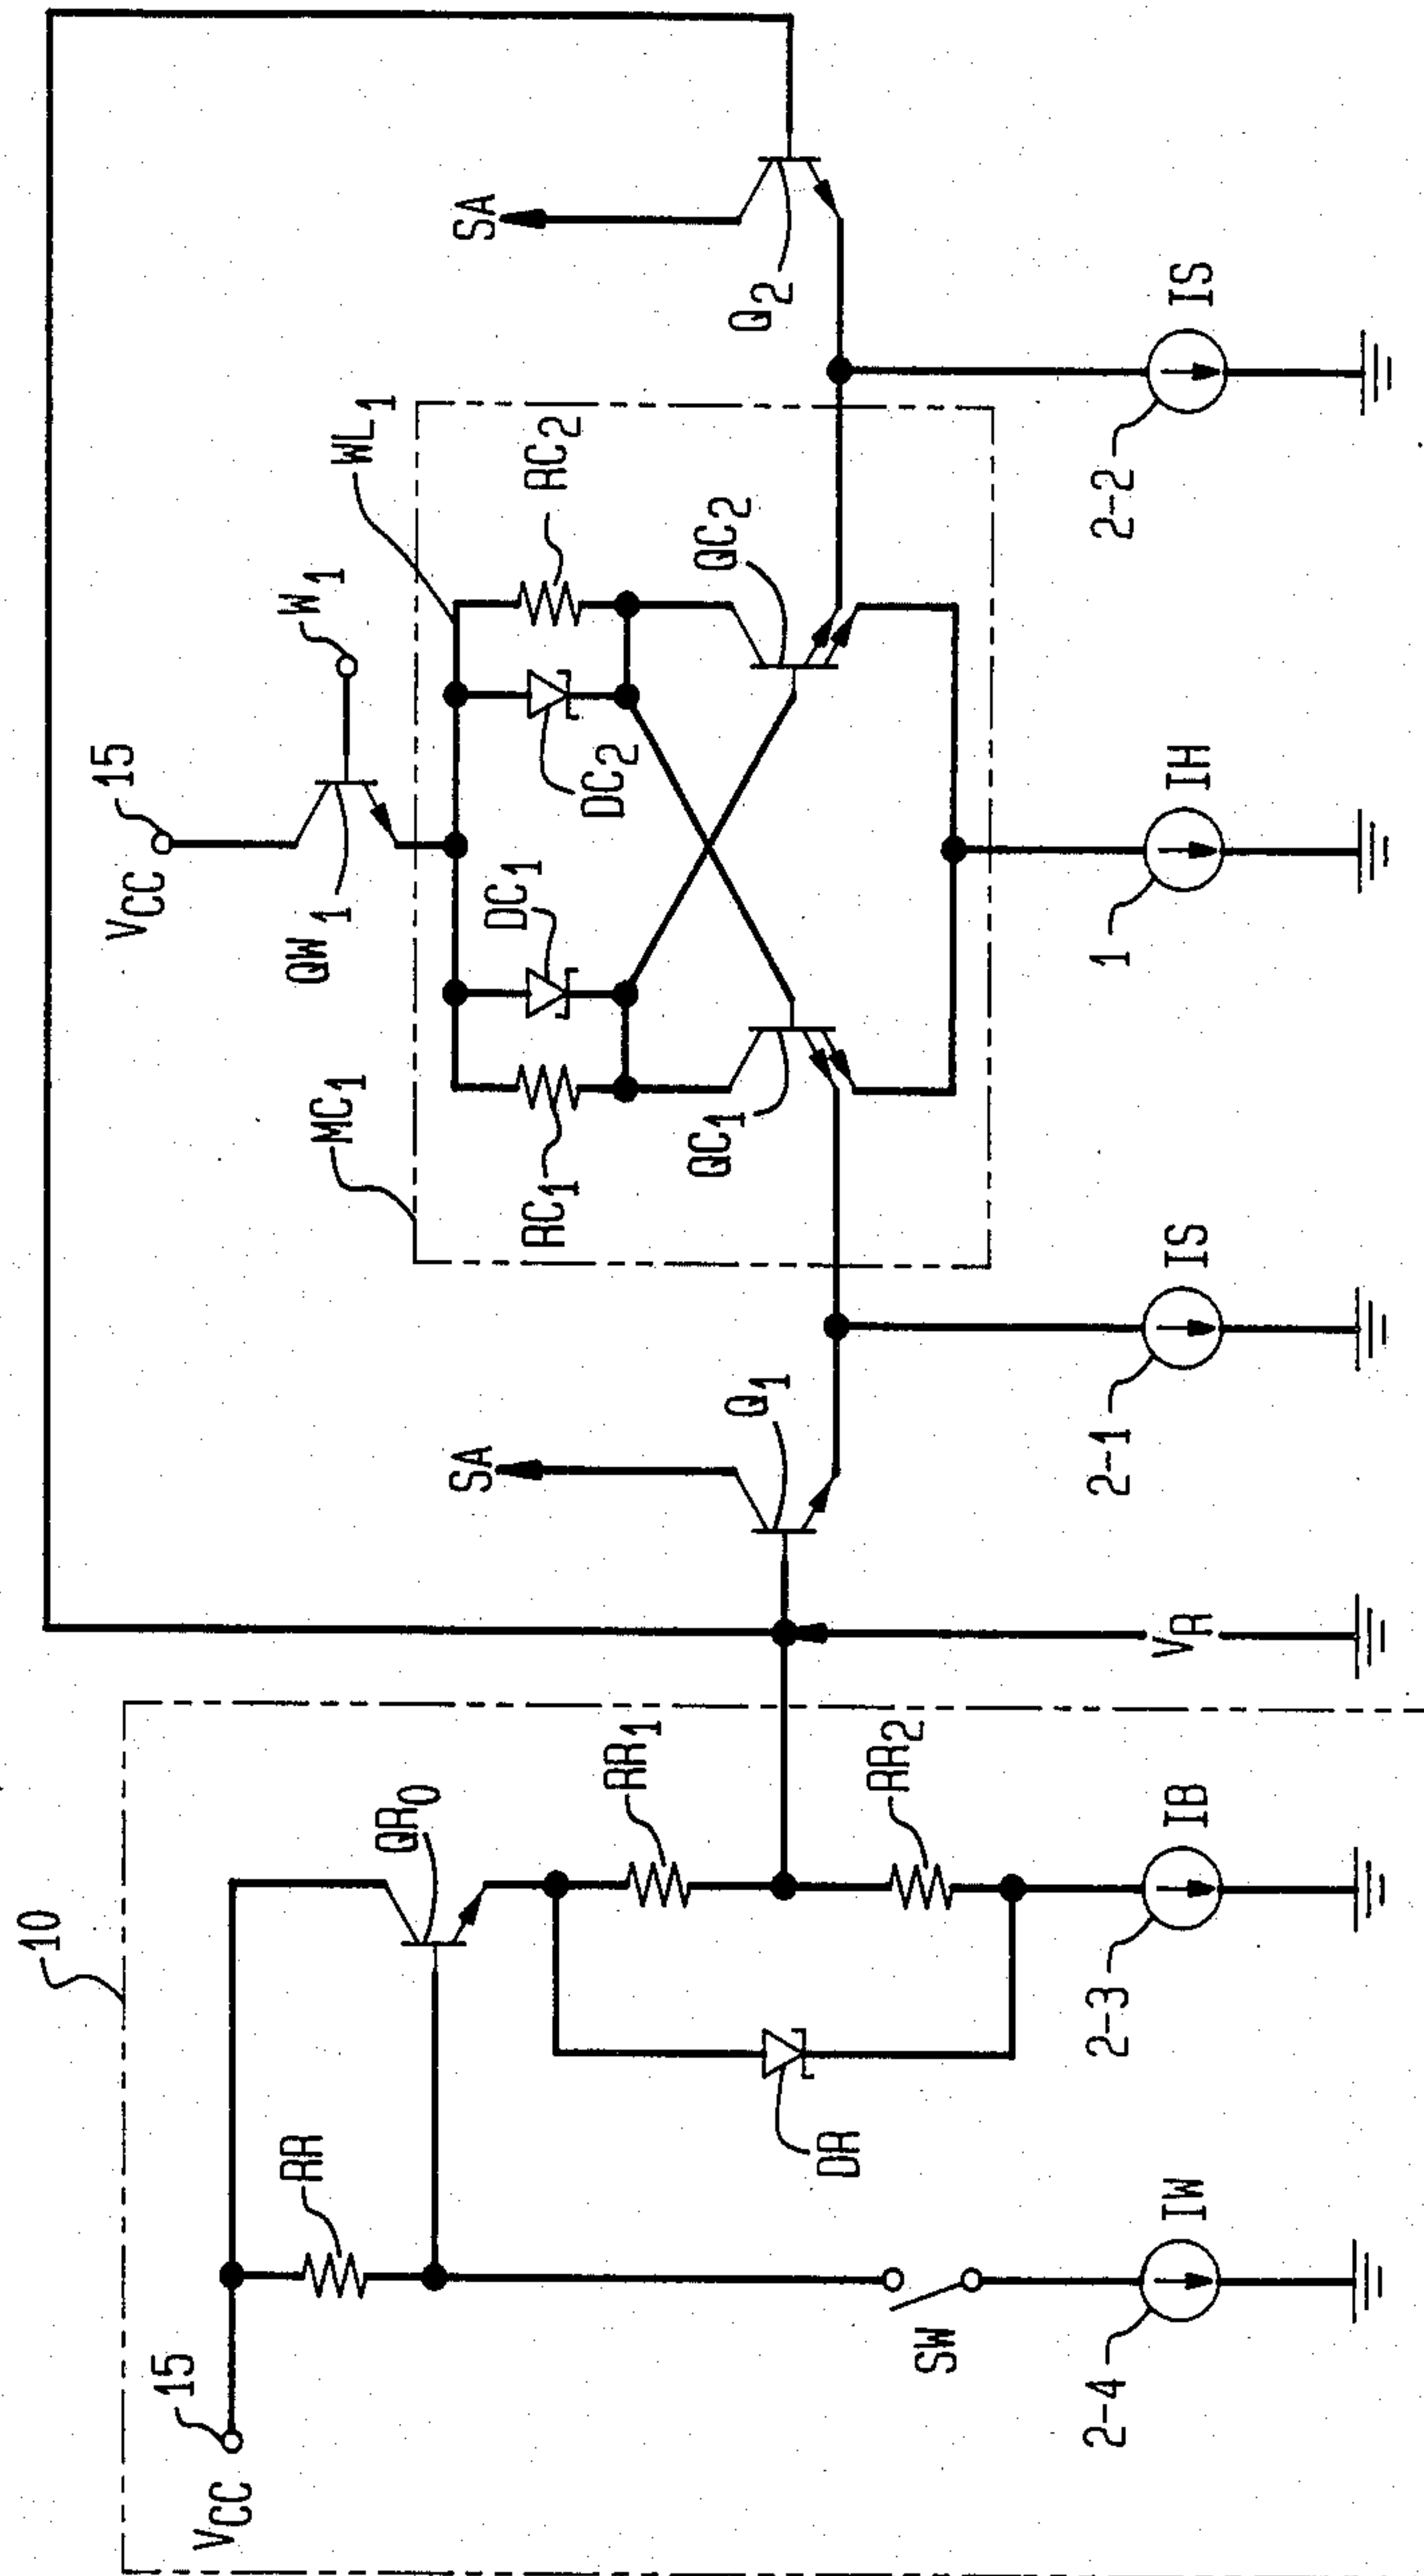 10
VCC
15
RR
QR0
RR1
RR2
DR
SW
2-4
IW
2-3
IB
VR
SA
Q1
2-1
IS
MC1
VCC
15
QW1
W1
WL1
RC1
DC1
DC2
RC2
QC1
QC2
1
IH
SA
Q2
2-2
IS